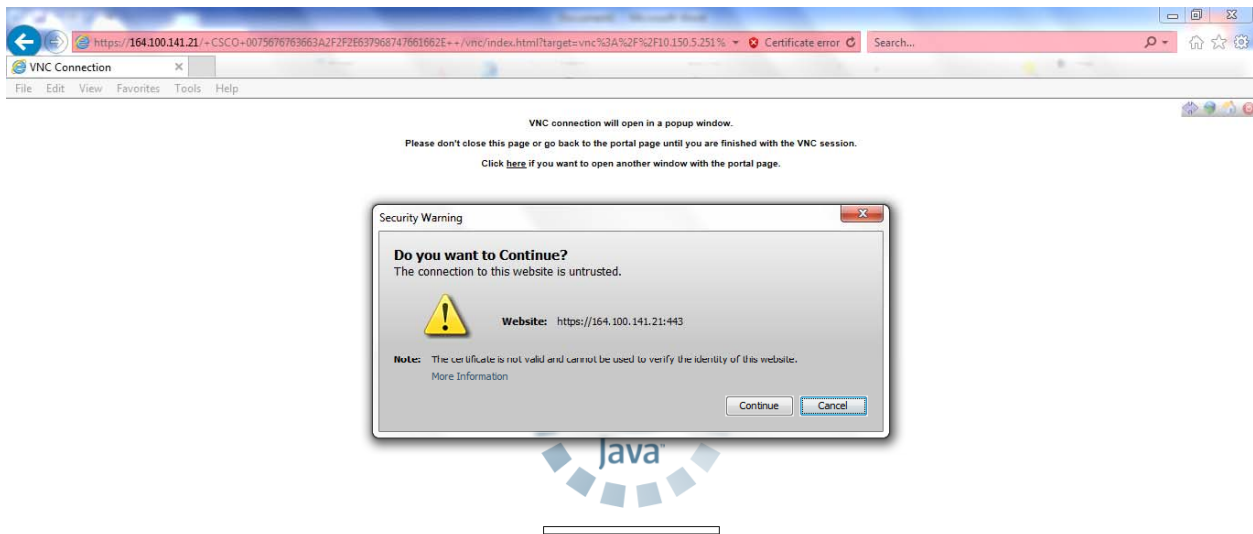 https://164.100.141.21/+CSCO+0075676763663A2F2F2E637968747661662E++/vnc/index.html?target=vnc%3A%2F%2F10.150.5.251% Certificate error Search...
VNC Connection
File Edit View Favorites Tools Help
VNC connection will open in a popup window.
Please don't close this page or go back to the portal page until you are finished with the VNC session.
Click here if you want to open another window with the portal page.
Security Warning
Do you want to Continue?
The connection to this website is untrusted.
Website: https://164.100.141.21:443
Note: The certificate is not valid and cannot be used to verify the identity of this website.
More Information
Continue Cancel
Java™